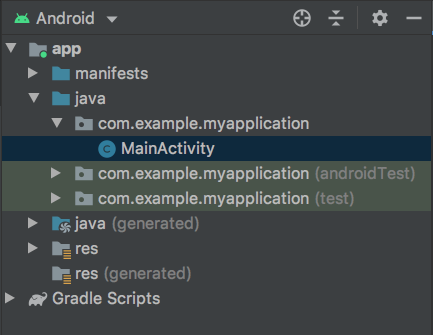 Android
app
manifests
java
com.example.myapplication
C MainActivity
com.example.myapplication (androidTest)
com.example.myapplication (test)
java (generated)
res
res (generated)
Gradle Scripts